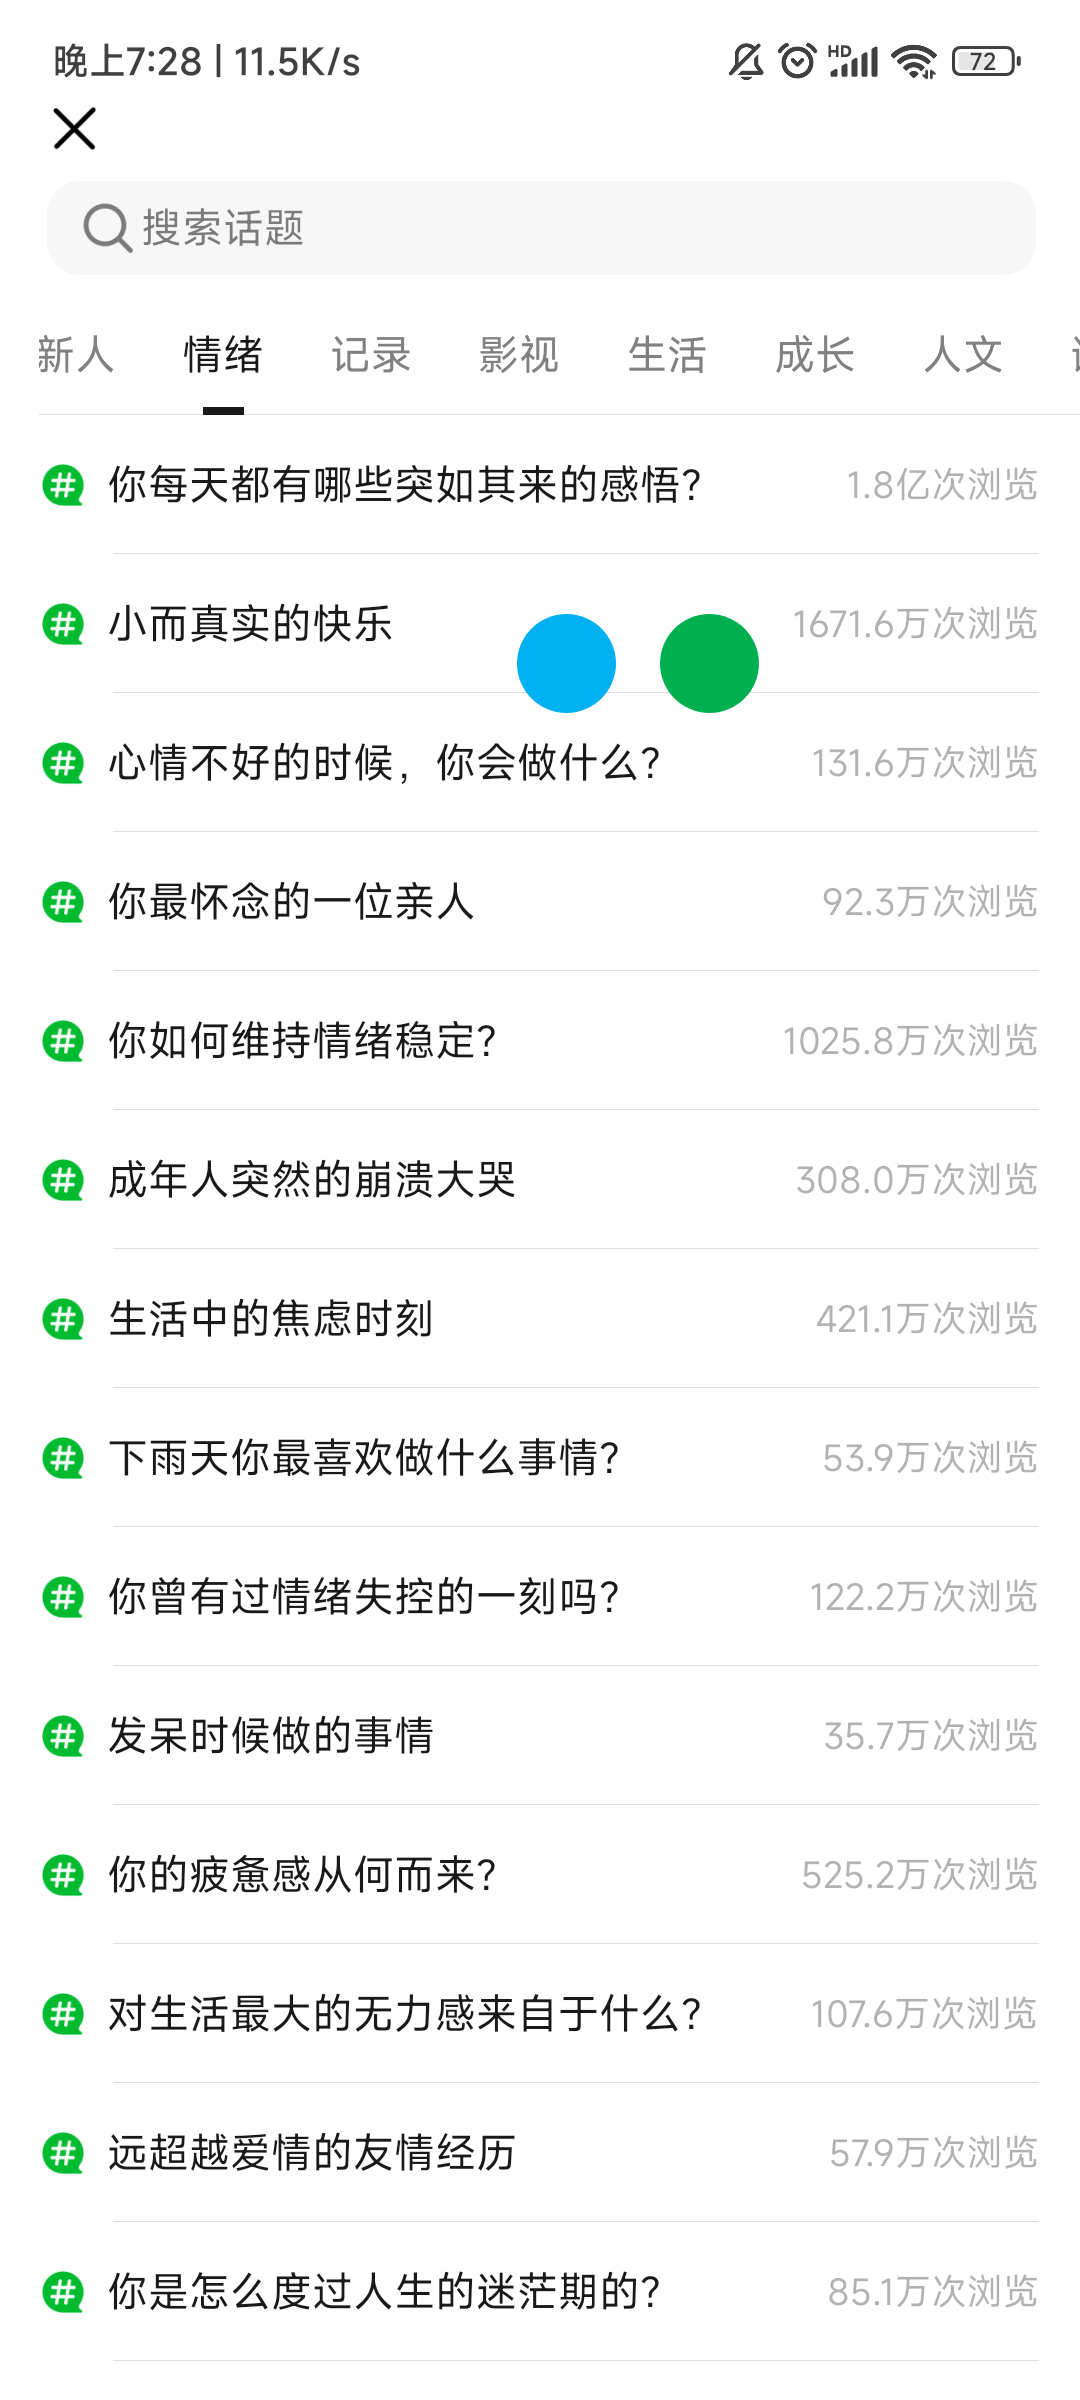 晚上7:28 | 11.5K/s
HD
72
搜索话题
新人 情绪 记录 影视 生活 成长 人文
# 你每天都有哪些突如其来的感悟? 1.8亿次浏览
# 小而真实的快乐 1671.6万次浏览
# 心情不好的时候，你会做什么? 131.6万次浏览
# 你最怀念的一位亲人 92.3万次浏览
# 你如何维持情绪稳定? 1025.8万次浏览
# 成年人突然的崩溃大哭 308.0万次浏览
# 生活中的焦虑时刻 421.1万次浏览
# 下雨天你最喜欢做什么事情? 53.9万次浏览
# 你曾有过情绪失控的一刻吗? 122.2万次浏览
# 发呆时候做的事情 35.7万次浏览
# 你的疲惫感从何而来? 525.2万次浏览
# 对生活最大的无力感来自于什么? 107.6万次浏览
# 远超越爱情的友情经历 57.9万次浏览
# 你是怎么度过人生的迷茫期的? 85.1万次浏览